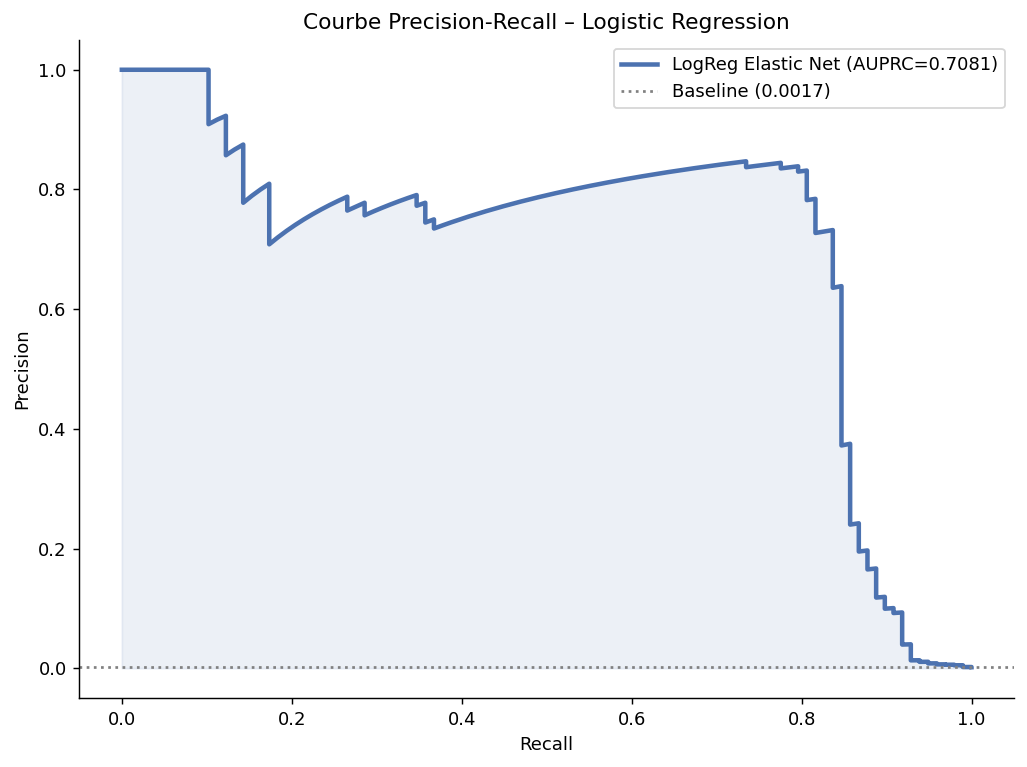 Courbe Precision-Recall – Logistic Regression
LogReg Elastic Net (AUPRC=0.7081)
Baseline (0.0017)
Precision
1.0
0.8
0.6
0.4
0.2
0.0
0.0 0.2 0.4 0.6 0.8 1.0
Recall